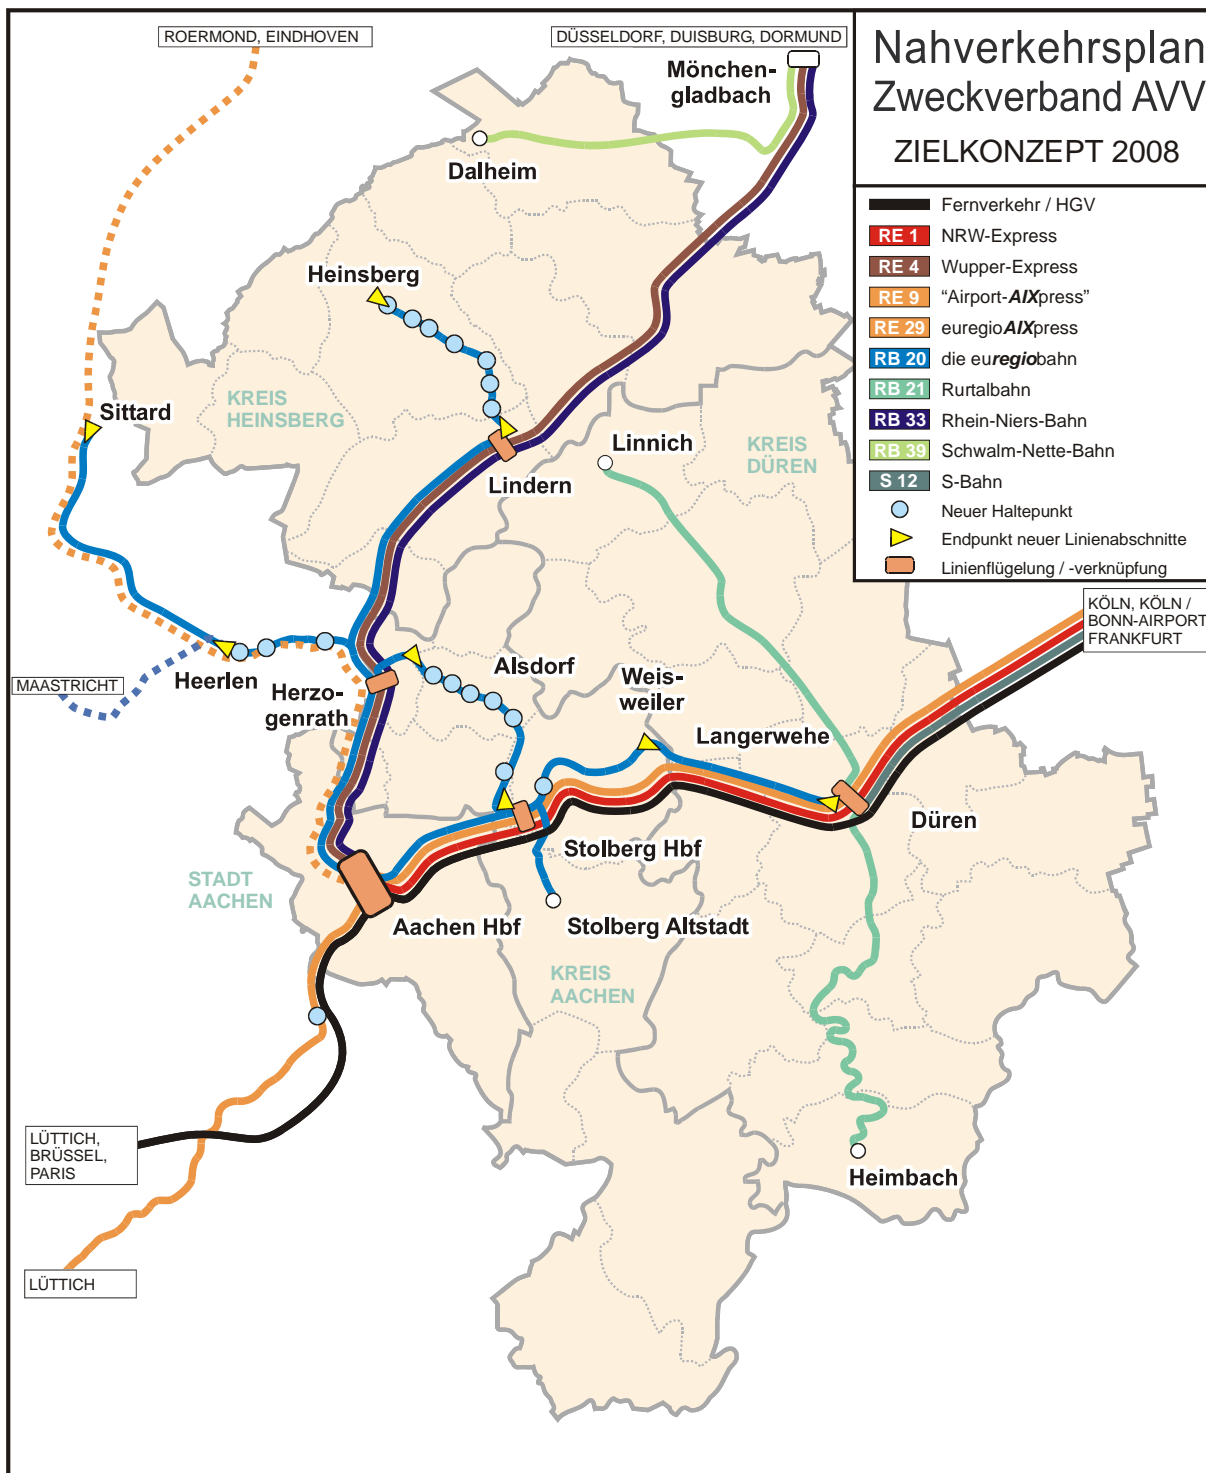 ROERMOND, EINDHOVEN
DÜSSELDORF, DUISBURG, DORMUND
Nahverkehrsplan
Zweckverband AVV
ZIELKONZEPT 2008
Fernverkehr / HGV
RE 1 NRW-Express
RE 4 Wupper-Express
RE 9 “Airport-AIXpress”
RE 29 euregioAIXpress
RB 20 die euregiobahn
RB 21 Rurtalbahn
RB 33 Rhein-Niers-Bahn
RB 39 Schwalm-Nette-Bahn
S 12 S-Bahn
Neuer Haltepunkt
Endpunkt neuer Linienabschnitte
Linienflügelung / -verknüpfung
Mönchen-
gladbach
Dalheim
Heinsberg
KREIS
HEINSBERG
Sittard
Linnich
KREIS
DÜREN
Lindern
KÖLN, KÖLN /
BONN-AIRPORT
FRANKFURT
MAASTRICHT
Heerlen
Herzo-
genrath
Alsdorf
Weis-
weiler
Langerwehe
Düren
Stolberg Hbf
STADT
AACHEN
Aachen Hbf
Stolberg Altstadt
KREIS
AACHEN
LÜTTICH,
BRÜSSEL,
PARIS
Heimbach
LÜTTICH